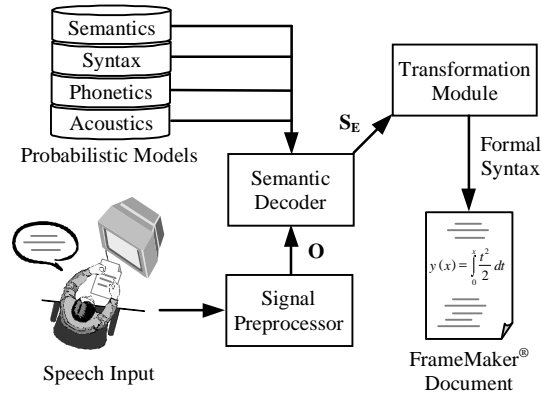 Semantics
Syntax
Phonetics
Acoustics
Probabilistic Models
Transformation
Module
S_E
Formal
Syntax
Semantic
Decoder
O
Signal
Preprocessor
Speech Input
y(x) = ∫₀ˣ t²/2 dt
FrameMaker®
Document